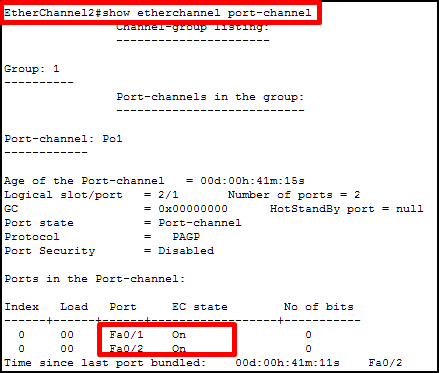 EtherChannel2#show etherchannel port-channel
Channel-group listing:
-----------------------
Group: 1
----------
Port-channels in the group:
----------------------------
Port-channel: Po1
------------
Age of the Port-channel   = 00d:00h:41m:15s
Logical slot/port   = 2/1       Number of ports = 2
GC                  = 0x00000000      HotStandBy port = null
Port state          = Port-channel
Protocol            =   PAGP
Port Security       = Disabled
Ports in the Port-channel:
Index   Load   Port     EC state        No of bits
------+------+------+------------------+-----------
0     00     Fa0/1    On                 0
0     00     Fa0/2    On                 0
Time since last port bundled:    00d:00h:41m:11s    Fa0/2